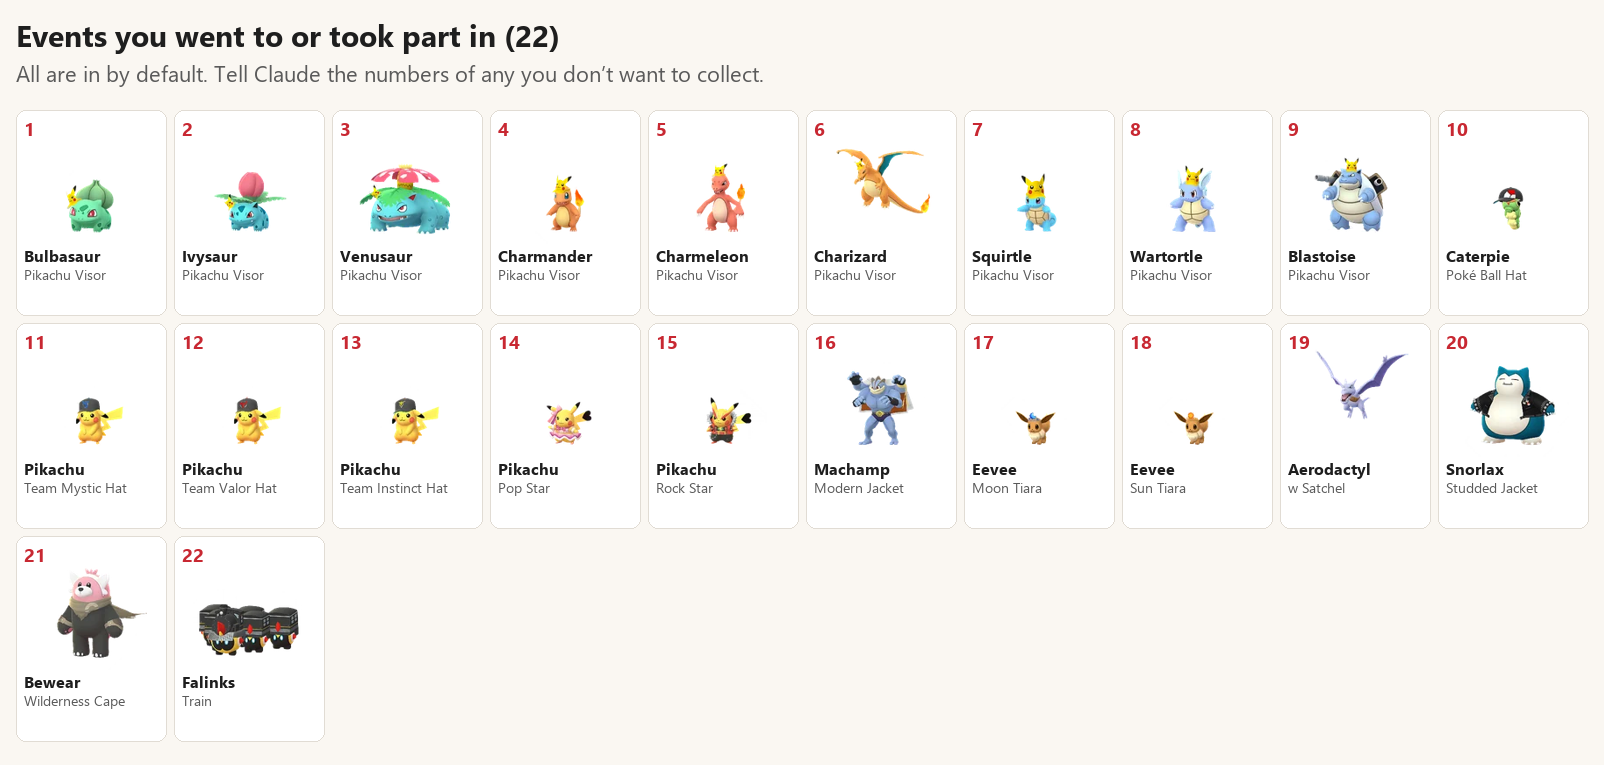 Events you went to or took part in (22)
All are in by default. Tell Claude the numbers of any you don’t want to collect.
1
Bulbasaur
Pikachu Visor
2
Ivysaur
Pikachu Visor
3
Venusaur
Pikachu Visor
4
Charmander
Pikachu Visor
5
Charmeleon
Pikachu Visor
6
Charizard
Pikachu Visor
7
Squirtle
Pikachu Visor
8
Wartortle
Pikachu Visor
9
Blastoise
Pikachu Visor
10
Caterpie
Poké Ball Hat
11
Pikachu
Team Mystic Hat
12
Pikachu
Team Valor Hat
13
Pikachu
Team Instinct Hat
14
Pikachu
Pop Star
15
Pikachu
Rock Star
16
Machamp
Modern Jacket
17
Eevee
Moon Tiara
18
Eevee
Sun Tiara
19
Aerodactyl
w Satchel
20
Snorlax
Studded Jacket
21
Bewear
Wilderness Cape
22
Falinks
Train